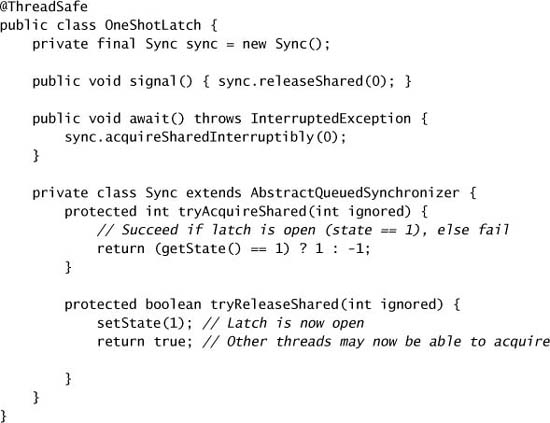 @ThreadSafe
public class OneShotLatch {
    private final Sync sync = new Sync();

    public void signal() { sync.releaseShared(0); }

    public void await() throws InterruptedException {
        sync.acquireSharedInterruptibly(0);
    }

    private class Sync extends AbstractQueuedSynchronizer {
        protected int tryAcquireShared(int ignored) {
            // Succeed if latch is open (state == 1), else fail
            return (getState() == 1) ? 1 : -1;
        }

        protected boolean tryReleaseShared(int ignored) {
            setState(1); // Latch is now open
            return true; // Other threads may now be able to acquire

        }
    }
}